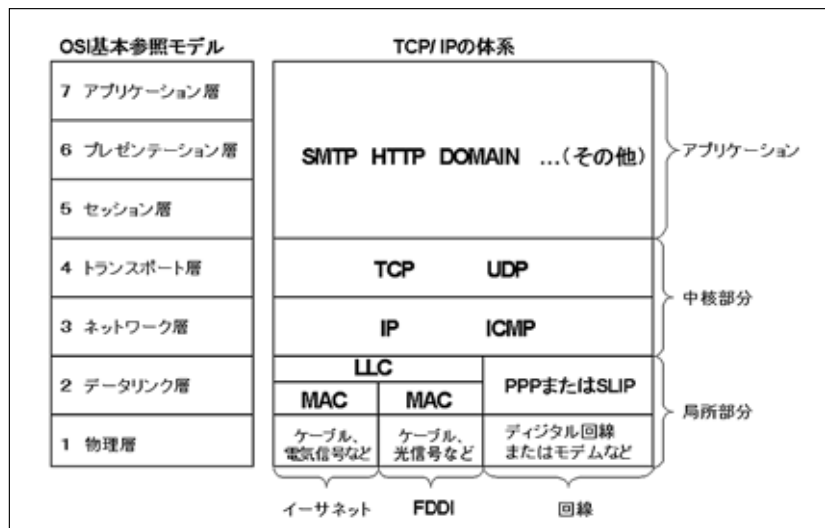 OSI基本参照モデル
TCP/IPの体系
7 アプリケーション層
6 プレゼンテーション層
5 セッション層
4 トランスポート層
3 ネットワーク層
2 データリンク層
1 物理層
SMTP HTTP DOMAIN …(その他)
TCP UDP
IP ICMP
LLC
MAC MAC
PPPまたはSLIP
ケーブル、
電気信号など
ケーブル、
光信号など
ディジタル回線
またはモデムなど
イーサネット FDDI 回線
アプリケーション
中核部分
局所部分